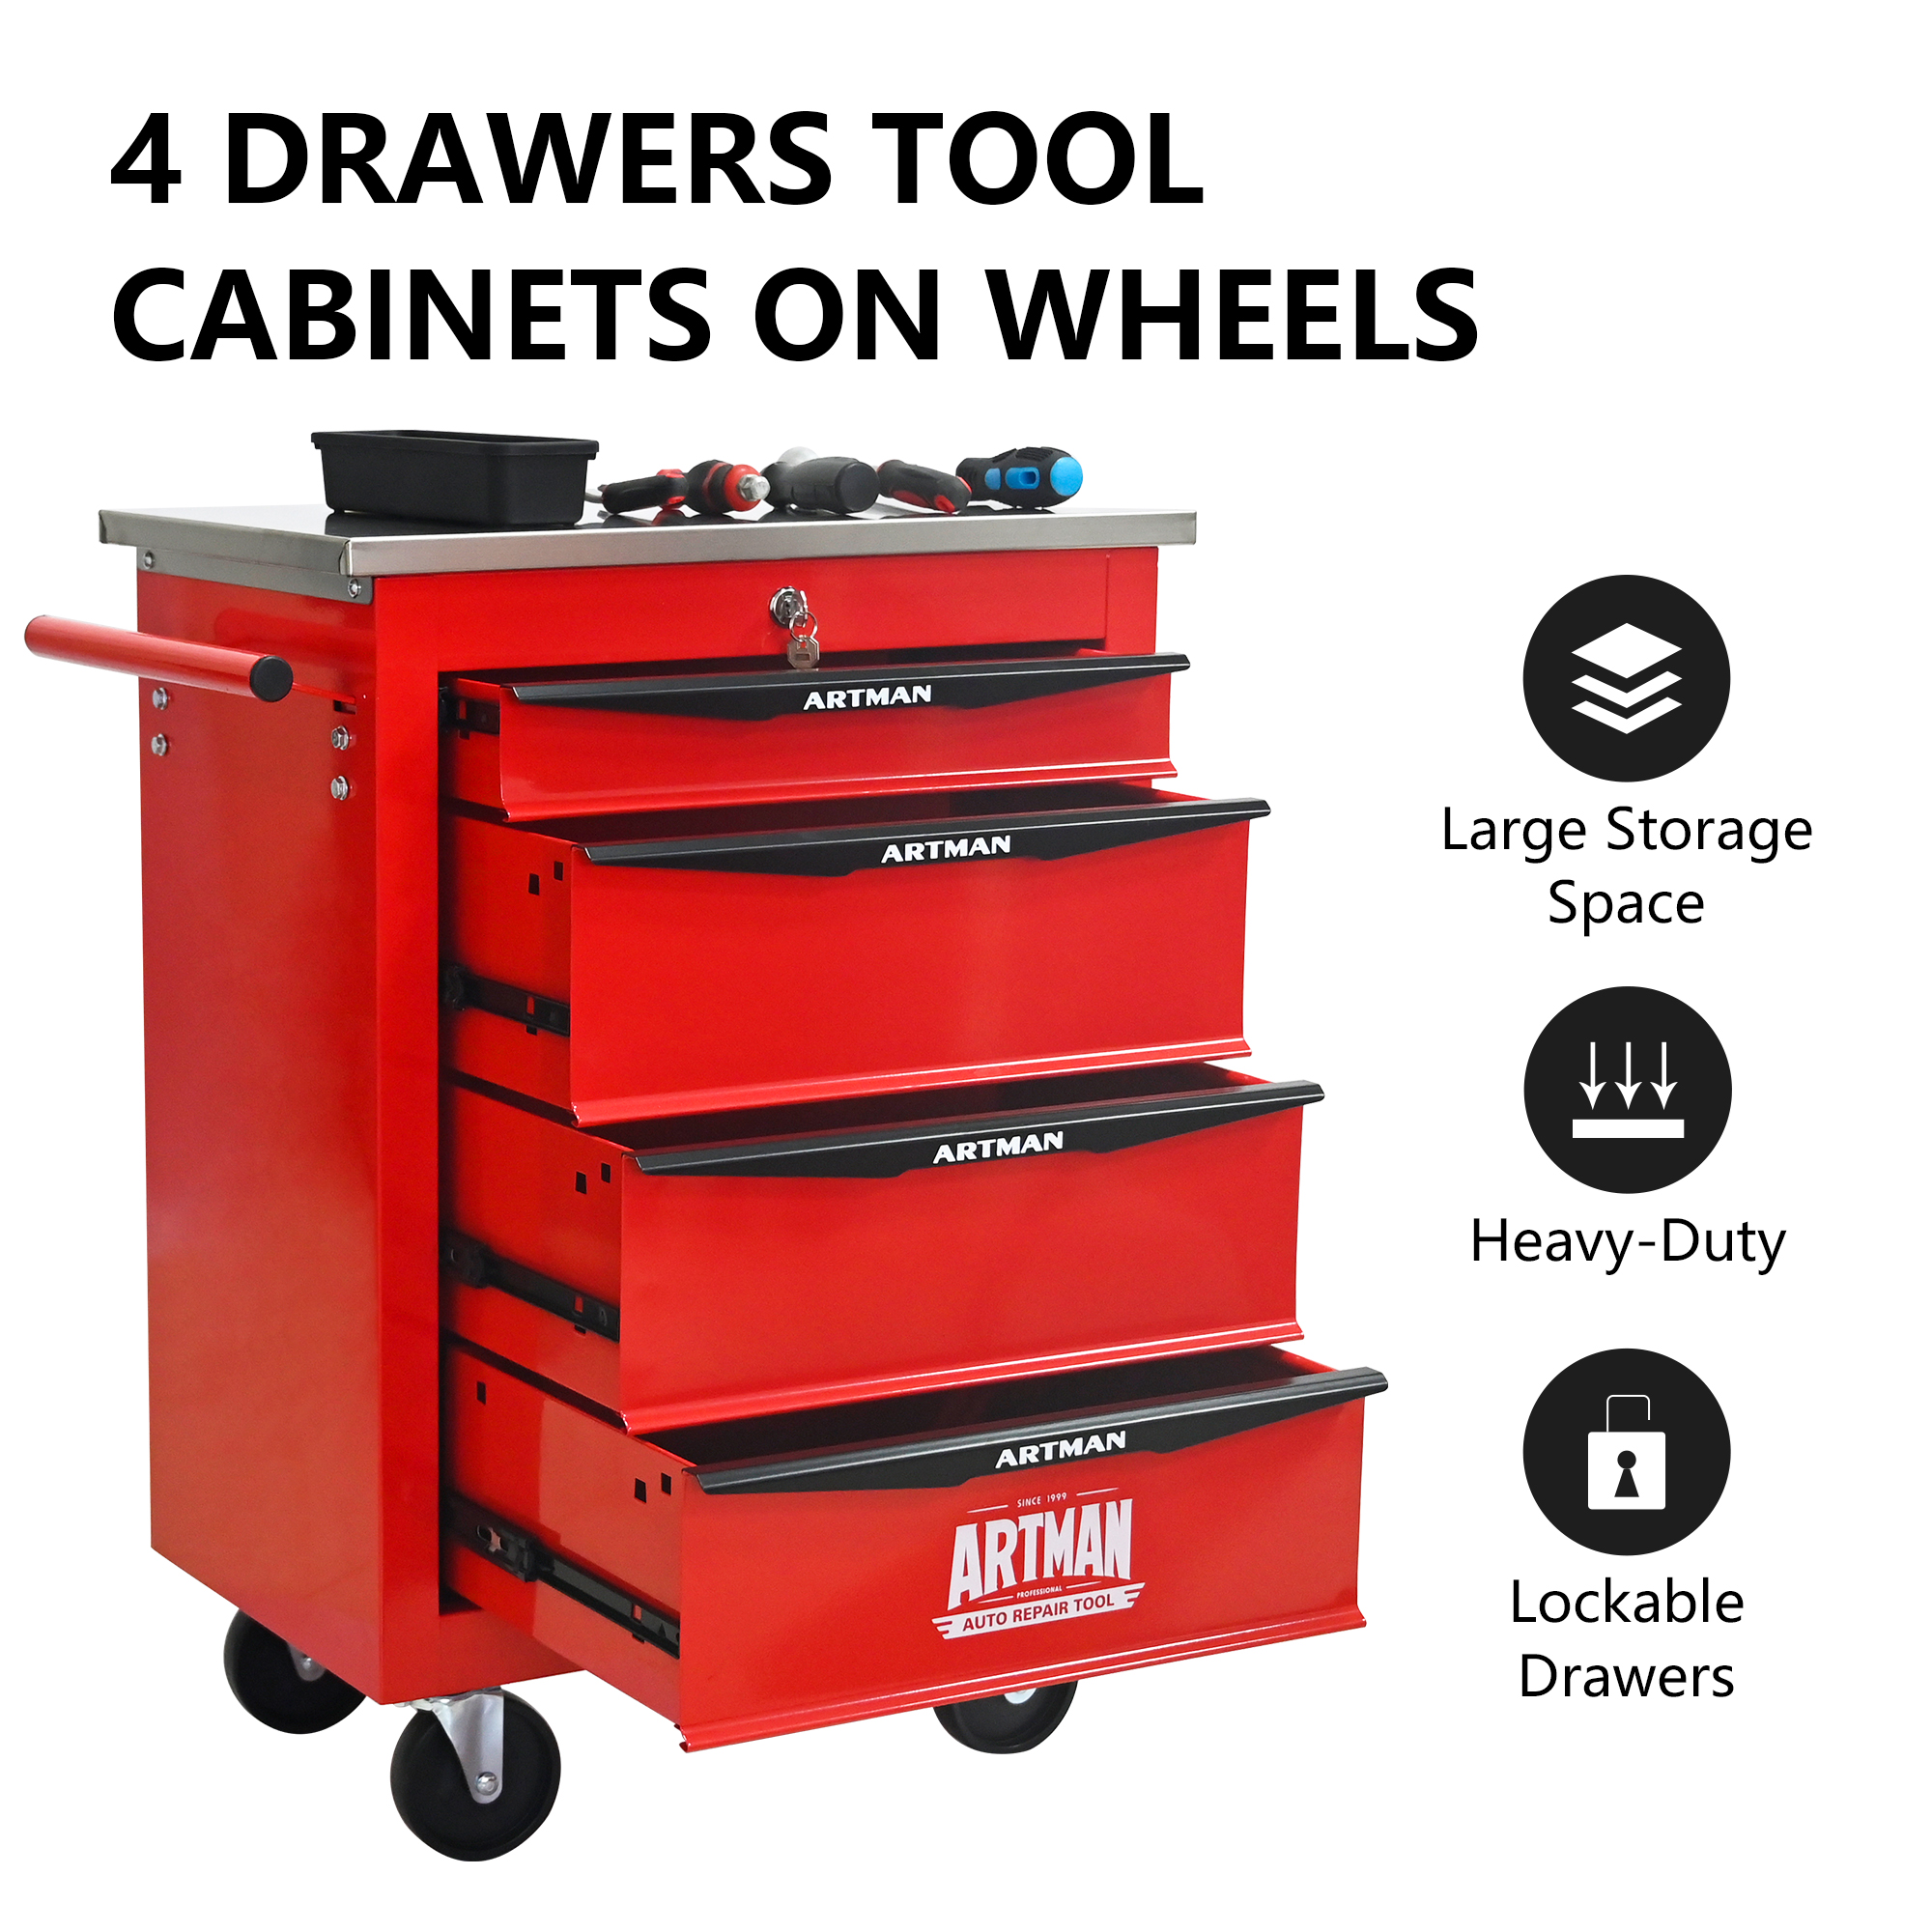 4 DRAWERS TOOL
CABINETS ON WHEELS
ARTMAN
ARTMAN
ARTMAN
ARTMAN
SINCE 1999
ARTMAN
PROFESSIONAL
AUTO REPAIR TOOL
Large Storage
Space
Heavy-Duty
Lockable
Drawers